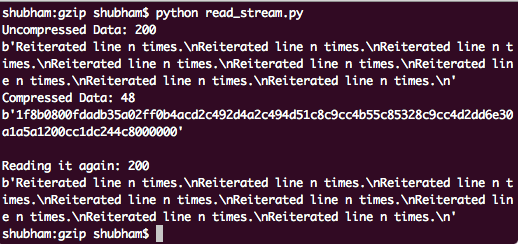 shubham:gzip shubham$ python read_stream.py
Uncompressed Data: 200
b'Reiterated line n times.\nReiterated line n times.\nReiterated line n t
imes.\nReiterated line n times.\nReiterated line n times.\nReiterated lin
e n times.\nReiterated line n times.\nReiterated line n times.\n'
Compressed Data: 48
b'1f8b0800fdadb35a02ff0b4acd2c492d4a2c494d51c8c9cc4b55c85328c9cc4d2dd6e30
a1a5a1200cc1dc244c8000000'

Reading it again: 200
b'Reiterated line n times.\nReiterated line n times.\nReiterated line n t
imes.\nReiterated line n times.\nReiterated line n times.\nReiterated lin
e n times.\nReiterated line n times.\nReiterated line n times.\n'
shubham:gzip shubham$